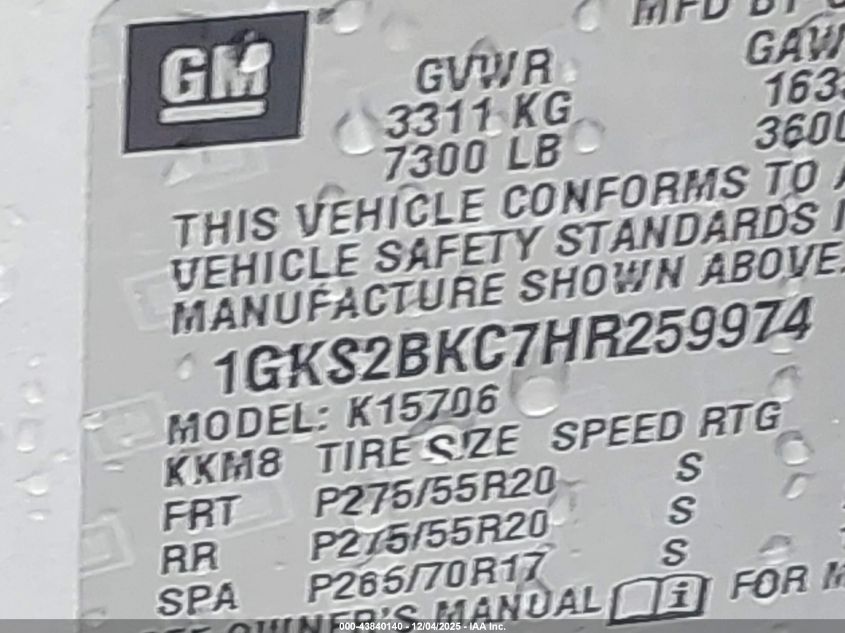 GM
MFD BY
GVWR GAW
3311 KG 163
7300 LB 3600
THIS VEHICLE CONFORMS TO
VEHICLE SAFETY STANDARDS
MANUFACTURE SHOWN ABOVE.
1GKS2BKC7HR259974
MODEL: K15706
KKM8 TIRE SIZE SPEED RTG
FRT P275/55R20 S
RR P275/55R20 S
SPA P265/70R17 S
OWNER'S MANUAL i FOR
000-43840140 - 12/04/2025 - IAA Inc.